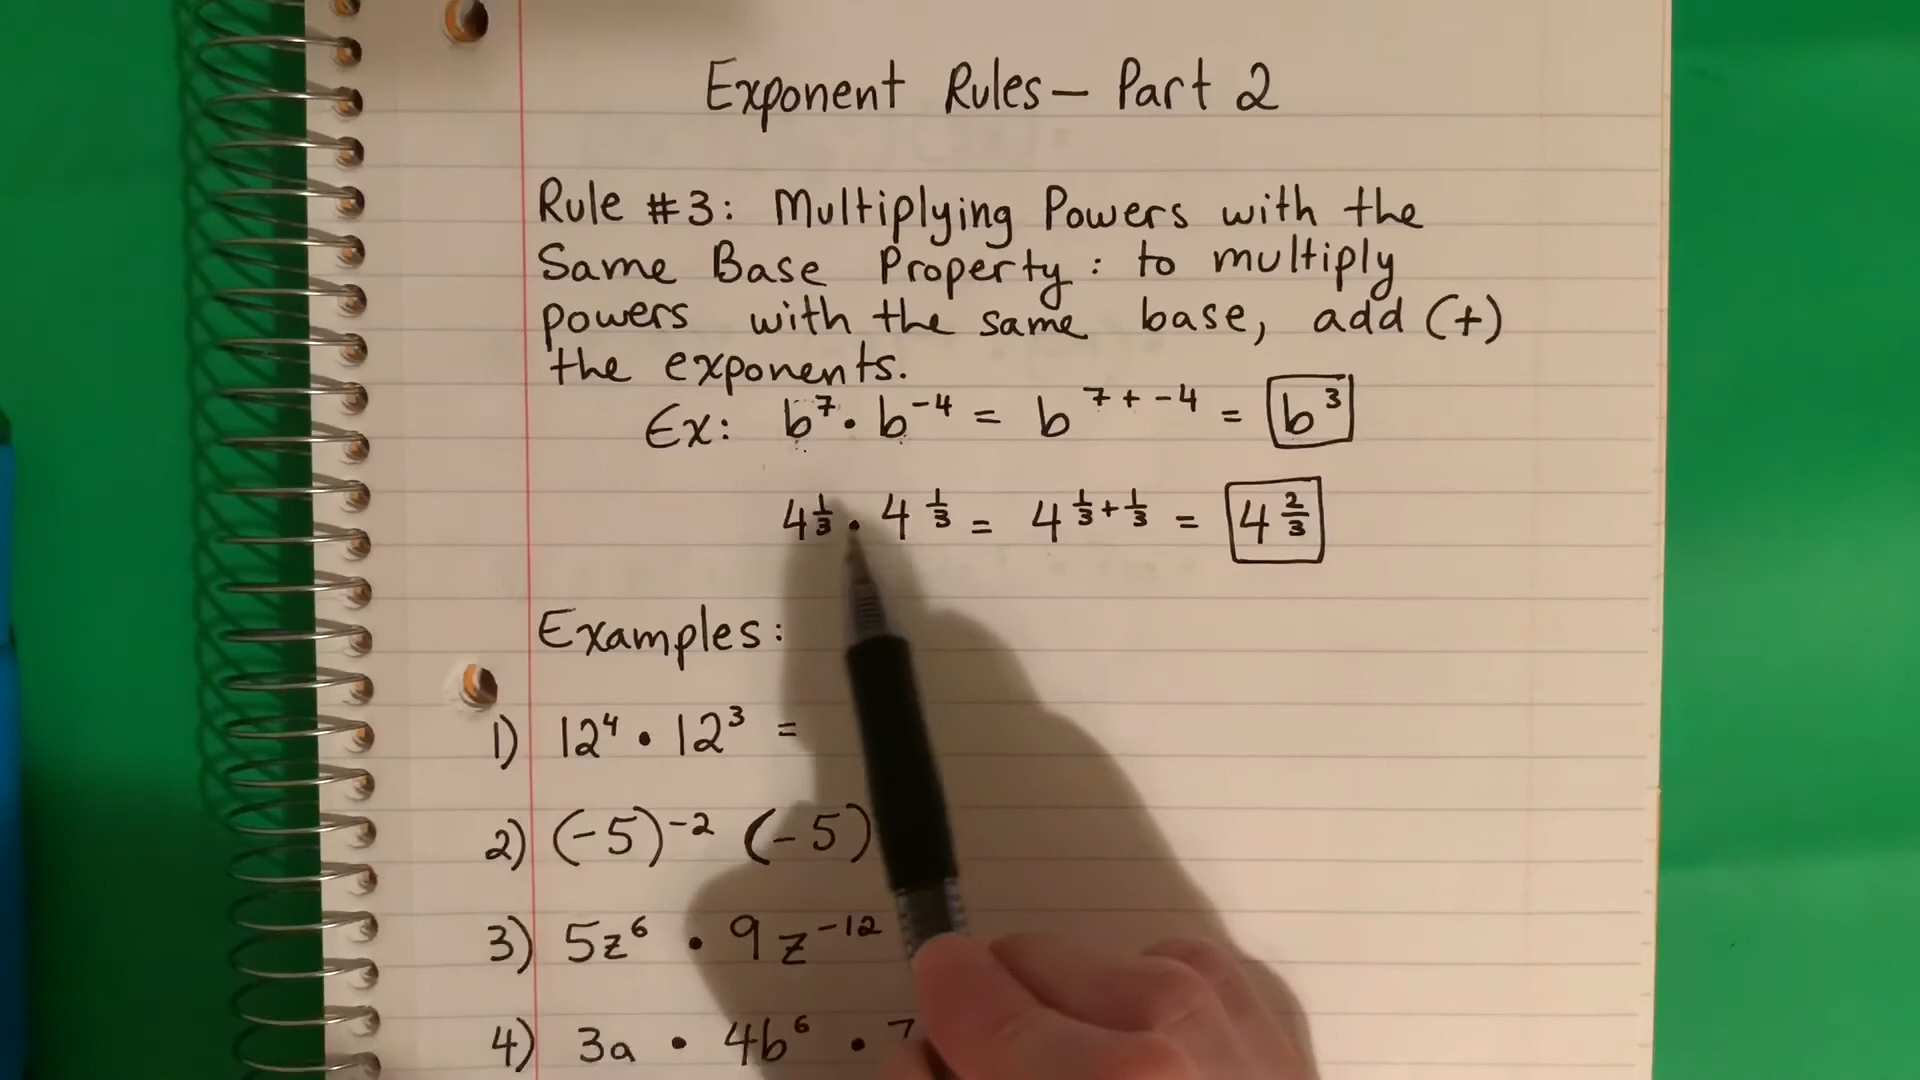 Exponent Rules — Part 2
Rule #3: Multiplying Powers with the
Same Base Property: to multiply
powers with the same base, add (+)
the exponents.
Ex: b⁷ • b⁻⁴ = b⁷ ⁺ ⁻⁴ = b³
4^(1/3) • 4^(1/3) = 4^(1/3 + 1/3) = 4^(2/3)
Examples:
1) 12⁴ • 12³ =
2) (-5)⁻² (-5)
3) 5z⁶ • 9z⁻¹²
4) 3a • 4b⁶ • 7